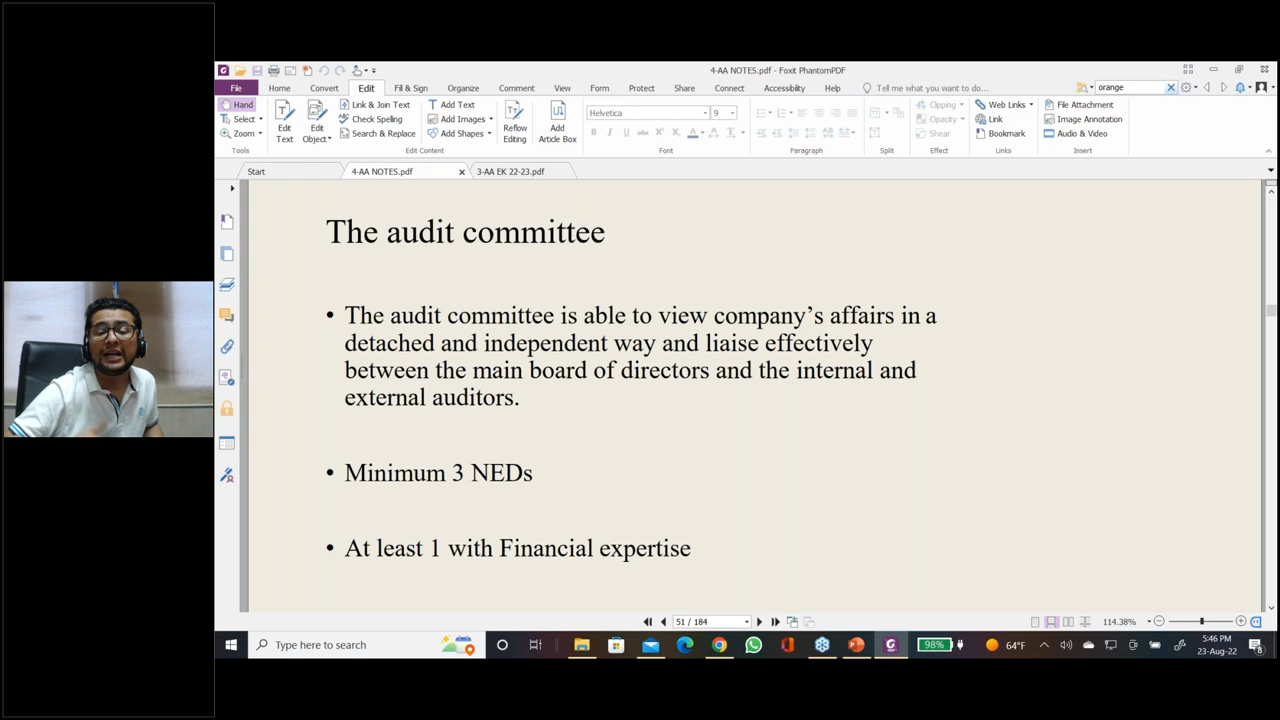 4-AA NOTES.pdf - Foxit PhantomPDF
File Home Convert Edit Fill & Sign Organize Comment View Form Protect Share Connect Accessibility Help Tell me what you want to do... orange
Hand
Select
Zoom
Tools
Edit
Text
Edit
Object
Link & Join Text
Check Spelling
Search & Replace
Add Text
Add Images
Add Shapes
Edit Content
Reflow
Editing
Add
Article Box
Helvetica 9
Font
Paragraph
Split
Clipping
Opacity
Shear
Effect
Web Links
Link
Bookmark
Links
File Attachment
Image Annotation
Audio & Video
Insert
Start 4-AA NOTES.pdf 3-AA EK 22-23.pdf
The audit committee
• The audit committee is able to view company’s affairs in a
detached and independent way and liaise effectively
between the main board of directors and the internal and
external auditors.
• Minimum 3 NEDs
• At least 1 with Financial expertise
51 / 184 114.38%
Type here to search 98% 64°F 5:46 PM
23-Aug-22